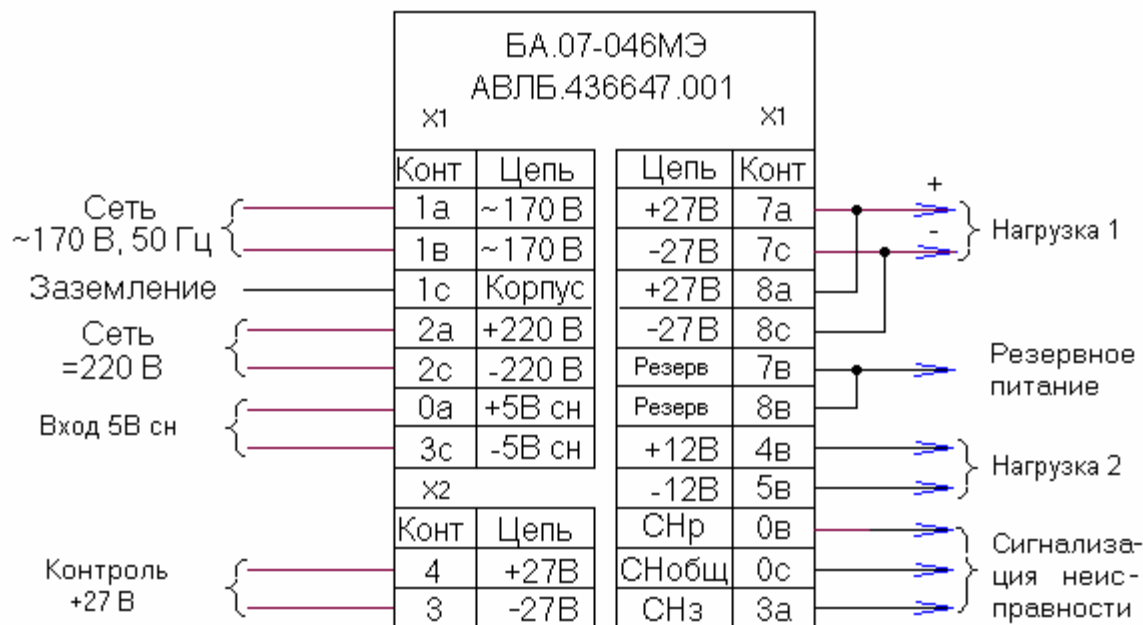 БА.07-046МЭ
АВЛБ.436647.001
X1 X1
Конт Цепь Цепь Конт
Сеть
~170 В, 50 Гц
1а ~170 В
1в ~170 В
Заземление
1с Корпус
Сеть
=220 В
2а +220 В
2с -220 В
Вход 5В сн
0а +5В сн
3с -5В сн
X2
Конт Цепь
Контроль
+27 В
4 +27В
3 -27В
+27В 7а
-27В 7с
+27В 8а
-27В 8с
Резерв 7в
Резерв 8в
+12В 4в
-12В 5в
СНр 0в
СНобщ 0с
СНз 3а
+
-
Нагрузка 1
Резервное
питание
Нагрузка 2
Сигнализа-
ция неис-
правности